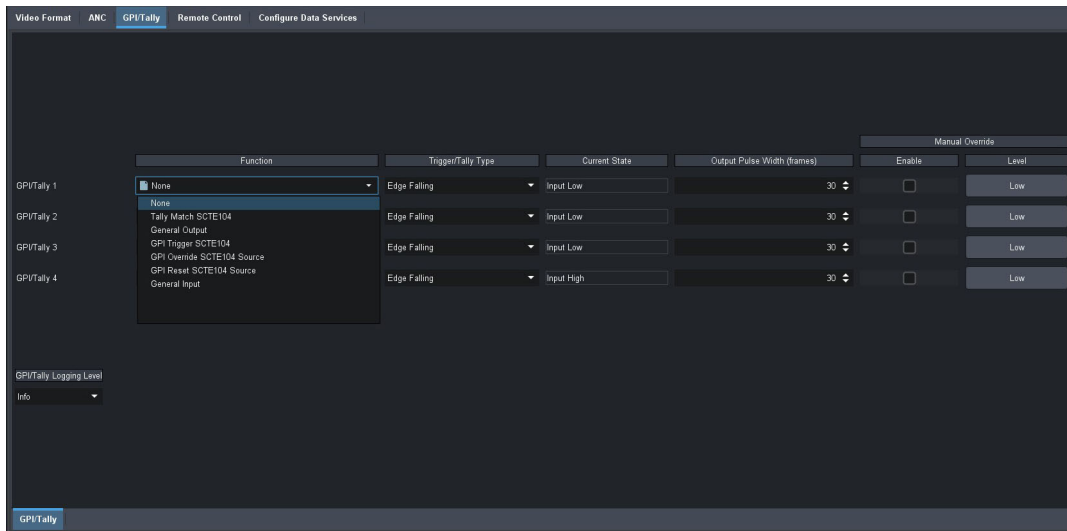 Video Format ANC GPI/Tally Remote Control Configure Data Services
Manual Override
Function Trigger/Tally Type Current State Output Pulse Width (frames) Enable Level
GPI/Tally 1 None Edge Falling Input Low 30 Low
None
GPI/Tally 2 Tally Match SCTE104 Edge Falling Input Low 30 Low
General Output
GPI/Tally 3 GPI Trigger SCTE104 Edge Falling Input Low 30 Low
GPI Override SCTE104 Source
GPI/Tally 4 GPI Reset SCTE104 Source Edge Falling Input High 30 Low
General Input
GPI/Tally Logging Level
Info
GPI/Tally